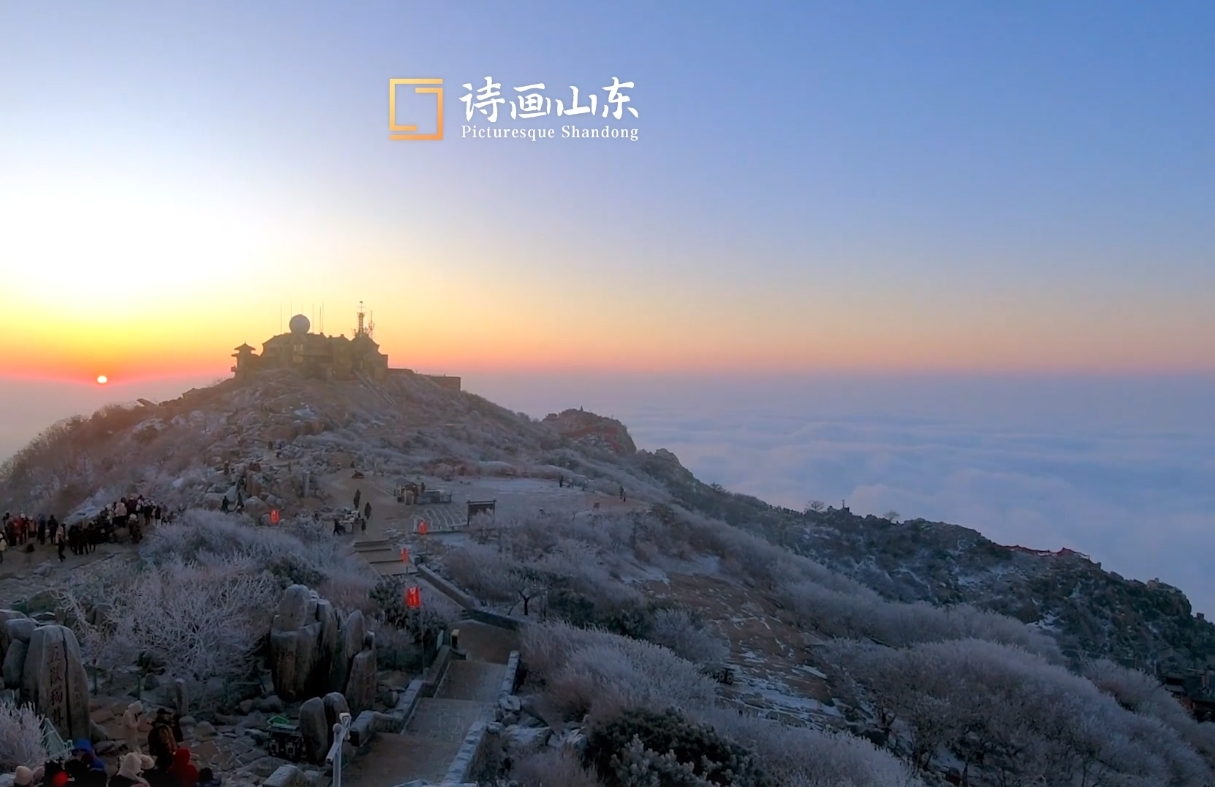 诗画山东
Picturesque Shandong